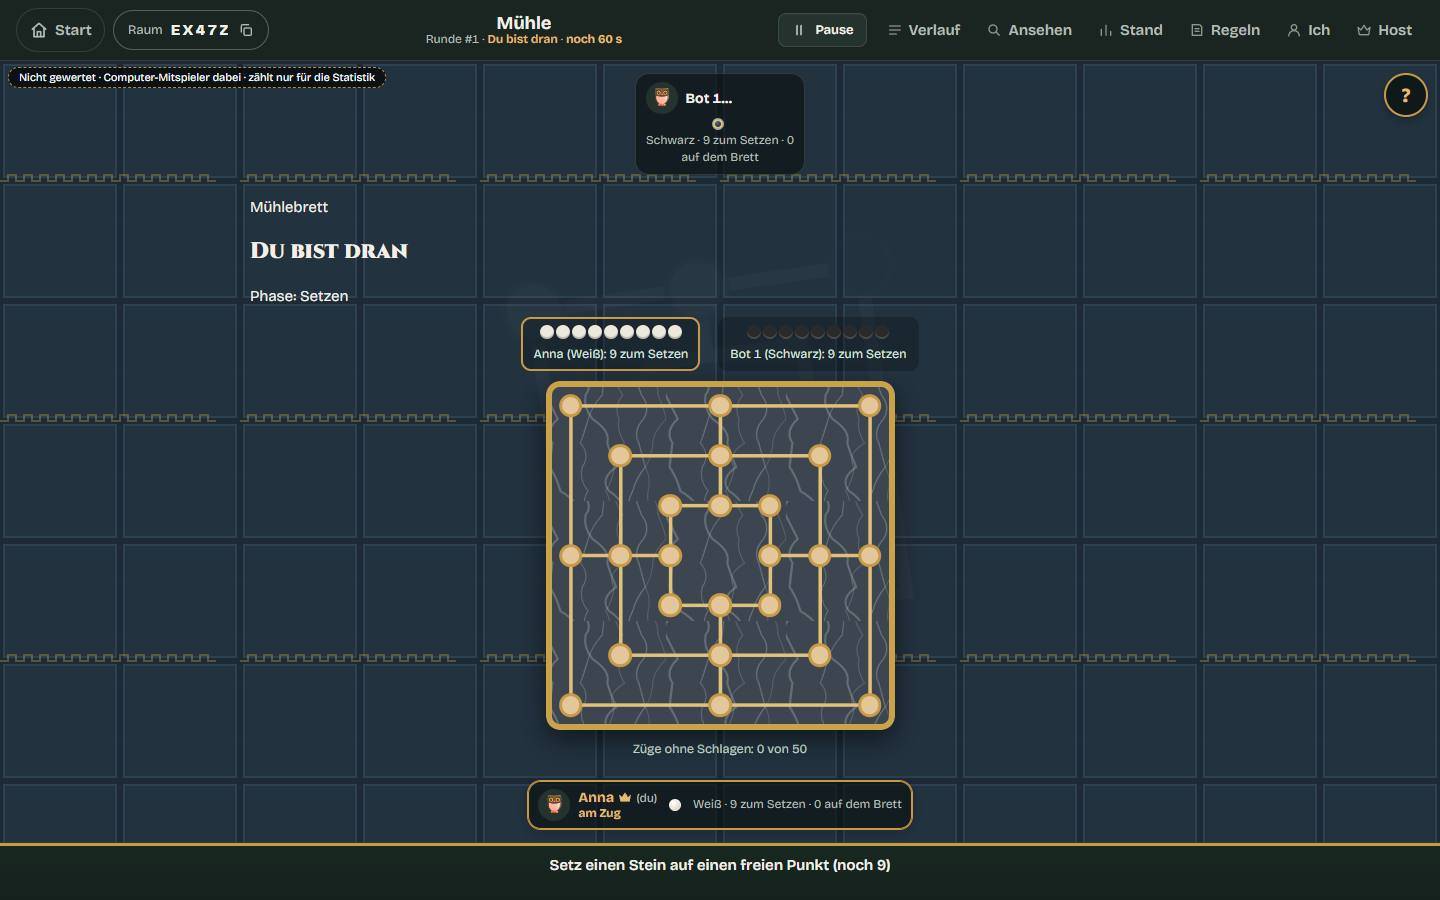 Start
Raum EX47Z
Mühle
Runde #1 · Du bist dran · noch 60 s
Pause
Verlauf
Ansehen
Stand
Regeln
Ich
Host
Nicht gewertet · Computer-Mitspieler dabei · zählt nur für die Statistik
Bot 1...
Schwarz · 9 zum Setzen · 0
auf dem Brett
?
Mühlebrett
Du bist dran
Phase: Setzen
Anna (Weiß): 9 zum Setzen
Bot 1 (Schwarz): 9 zum Setzen
Züge ohne Schlagen: 0 von 50
Anna (du)
am Zug
Weiß · 9 zum Setzen · 0 auf dem Brett
Setz einen Stein auf einen freien Punkt (noch 9)